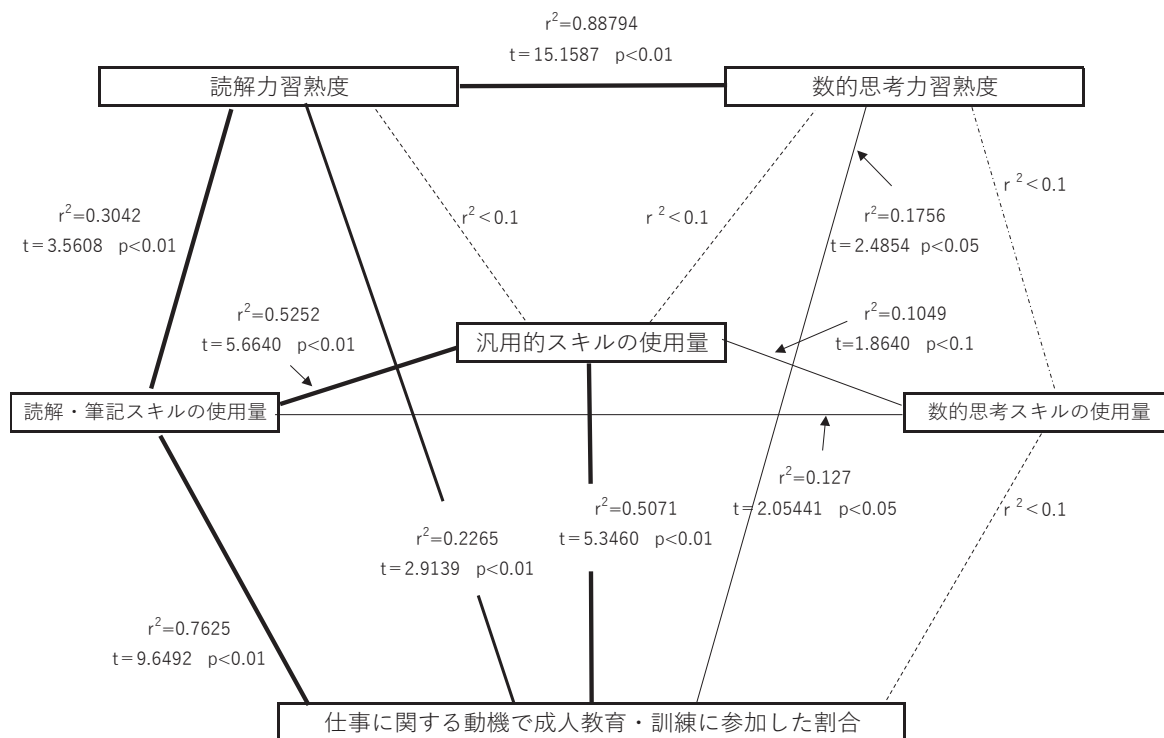 r²=0.88794
t＝15.1587 p<0.01
読解力習熟度
数的思考力習熟度
r²=0.3042
t＝3.5608 p<0.01
r²＜0.1
r ²＜0.1
r ²＜0.1
r²=0.1756
t＝2.4854 p<0.05
r²=0.5252
t＝5.6640 p<0.01
r²=0.1049
t=1.8640 p<0.1
汎用的スキルの使用量
読解・筆記スキルの使用量
数的思考スキルの使用量
r²=0.127
t＝2.05441 p<0.05
r²=0.2265
t＝2.9139 p<0.01
r²=0.5071
t＝5.3460 p<0.01
r ²＜0.1
r²=0.7625
t＝9.6492 p<0.01
仕事に関する動機で成人教育・訓練に参加した割合